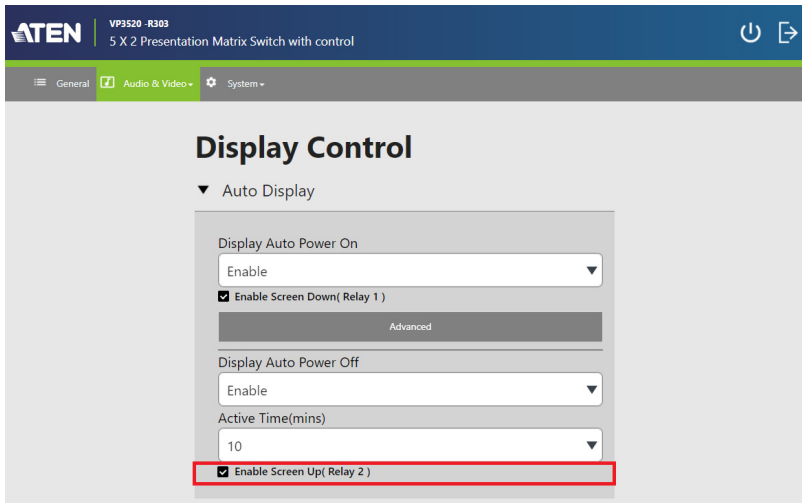 ATEN
VP3520 -R303
5 X 2 Presentation Matrix Switch with control
General Audio & Video System
Display Control
Auto Display
Display Auto Power On
Enable
Enable Screen Down( Relay 1 )
Advanced
Display Auto Power Off
Enable
Active Time(mins)
10
Enable Screen Up( Relay 2 )